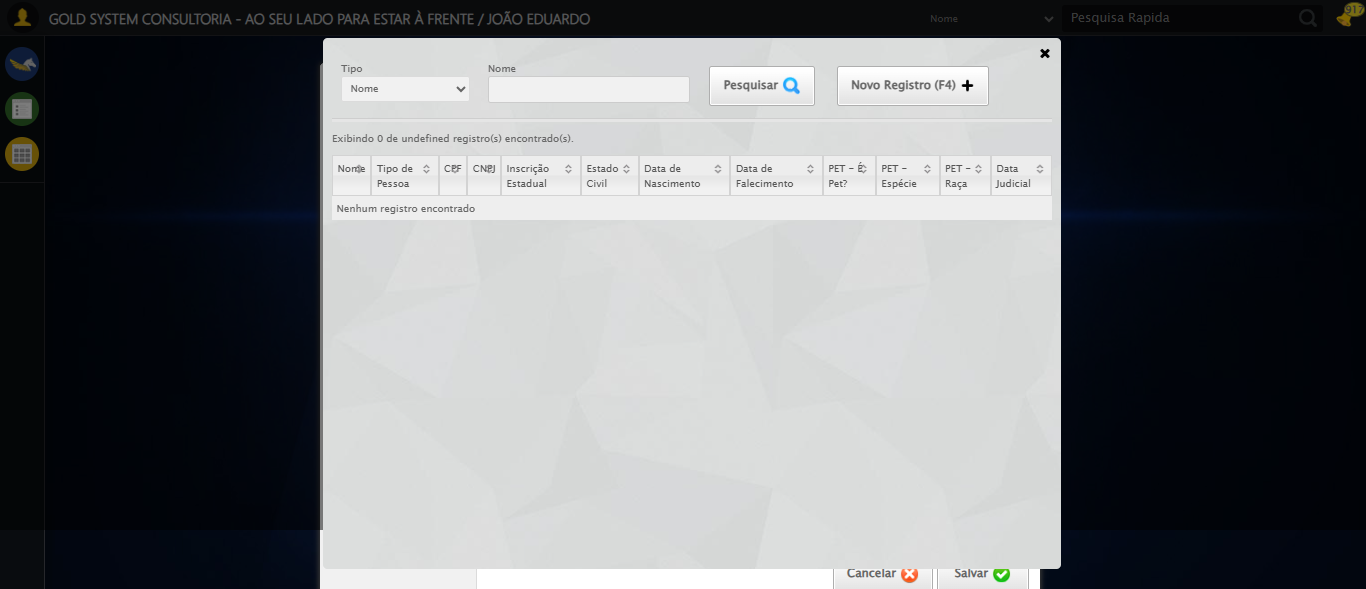 GOLD SYSTEM CONSULTORIA - AO SEU LADO PARA ESTAR À FRENTE / JOÃO EDUARDO
Nome
Pesquisa Rapida
917
Tipo
Nome
Nome
Pesquisar
Novo Registro (F4)
Exibindo 0 de undefined registro(s) encontrado(s).
Nome
Tipo de
Pessoa
CPF
CNPJ
Inscrição
Estadual
Estado
Civil
Data de
Nascimento
Data de
Falecimento
PET - É
Pet?
PET -
Espécie
PET -
Raça
Data
Judicial
Nenhum registro encontrado
Cancelar
Salvar